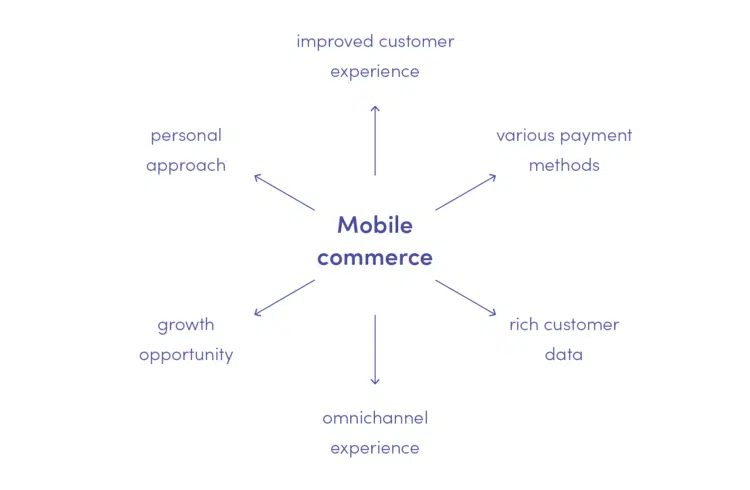 improved customer
experience
personal
approach
various payment
methods
Mobile
commerce
growth
opportunity
rich customer
data
omnichannel
experience